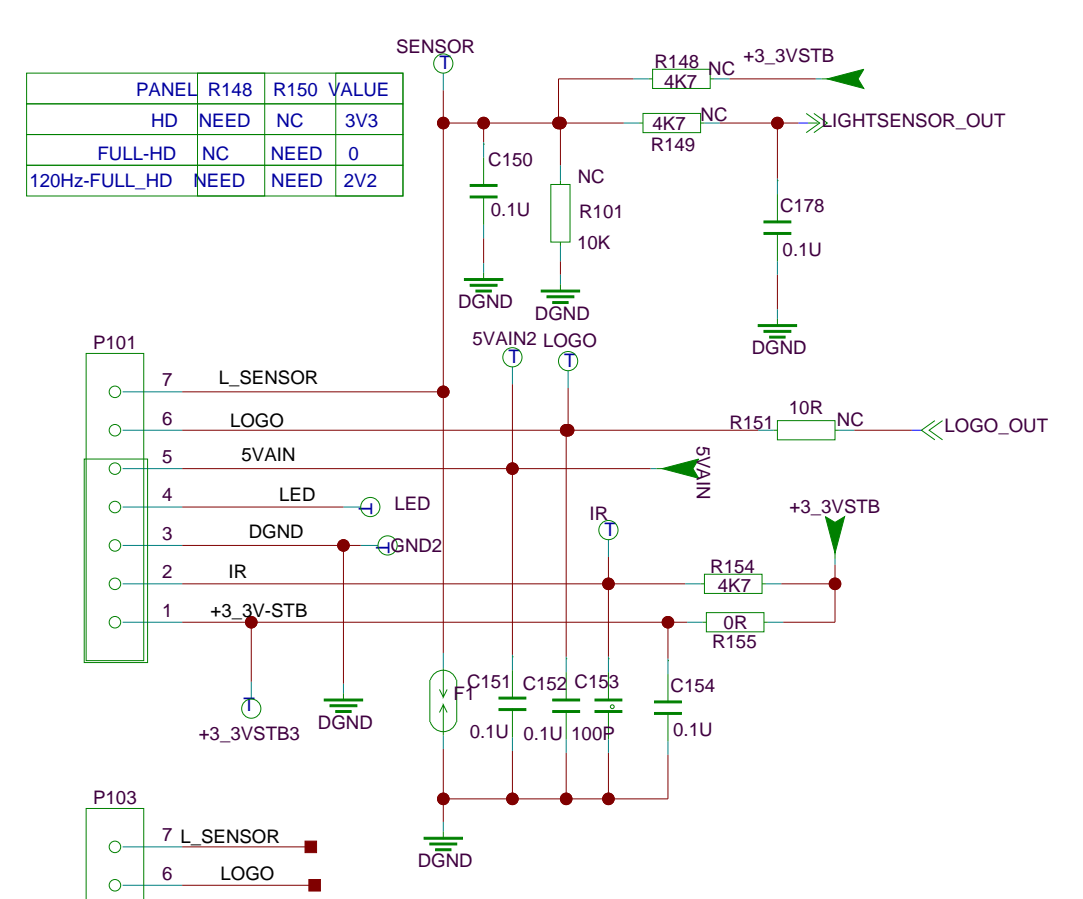 SENSOR
R148 NC +3_3VSTB
4K7
PANEL R148 R150 VALUE
HD NEED NC 3V3
FULL-HD NC NEED 0
120Hz-FULL_HD NEED NEED 2V2
4K7 NC LIGHTSENSOR_OUT
R149
C150
0.1U
NC
R101
10K
C178
0.1U
DGND
DGND
DGND
5VAIN2 LOGO
P101
7 L_SENSOR
6 LOGO
5 5VAIN
4 LED
3 DGND
2 IR
1 +3_3V-STB
10R
R151 NC LOGO_OUT
5VAIN
LED
GND2
IR
+3_3VSTB
R154
4K7
0R
R155
T
T
T
T
T
T
T
T
+3_3VSTB3
DGND
F1
C151 C152 C153 C154
0.1U 0.1U 100P 0.1U
DGND
P103
7 L_SENSOR
6 LOGO